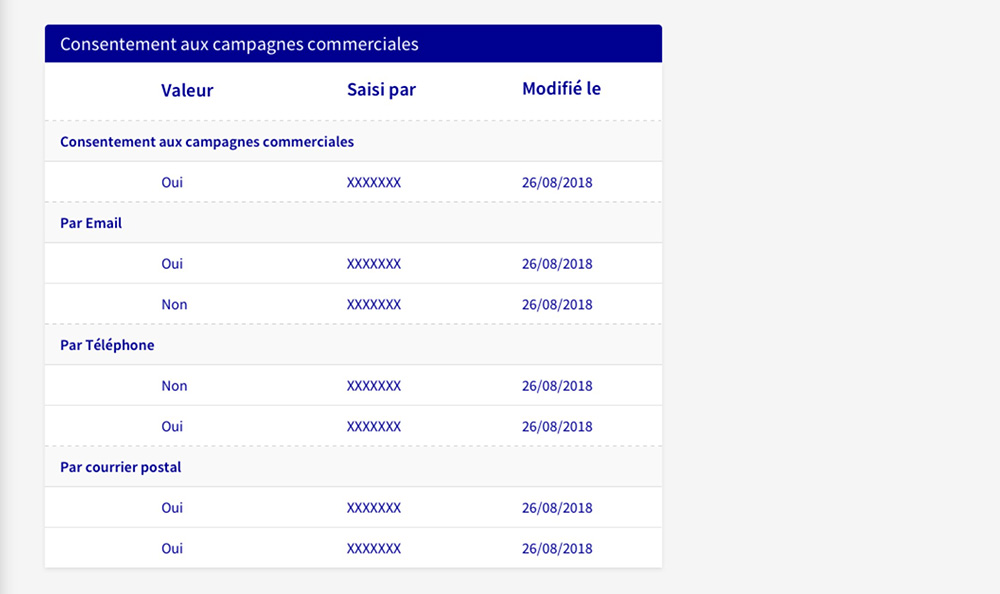 Consentement aux campagnes commerciales
Valeur Saisi par Modifié le
Consentement aux campagnes commerciales
Oui XXXXXXX 26/08/2018
Par Email
Oui XXXXXXX 26/08/2018
Non XXXXXXX 26/08/2018
Par Téléphone
Non XXXXXXX 26/08/2018
Oui XXXXXXX 26/08/2018
Par courrier postal
Oui XXXXXXX 26/08/2018
Oui XXXXXXX 26/08/2018